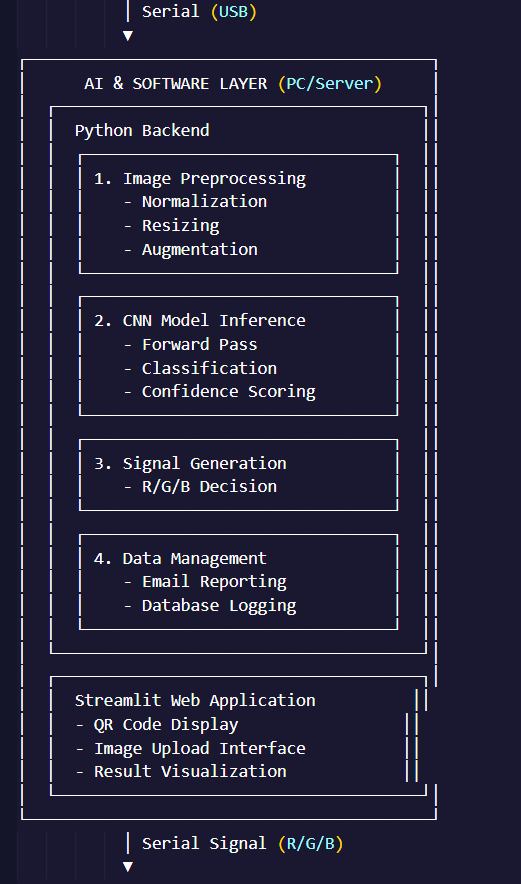 Serial (USB)
AI & SOFTWARE LAYER (PC/Server)
Python Backend
1. Image Preprocessing
- Normalization
- Resizing
- Augmentation
2. CNN Model Inference
- Forward Pass
- Classification
- Confidence Scoring
3. Signal Generation
- R/G/B Decision
4. Data Management
- Email Reporting
- Database Logging
Streamlit Web Application
- QR Code Display
- Image Upload Interface
- Result Visualization
Serial Signal (R/G/B)